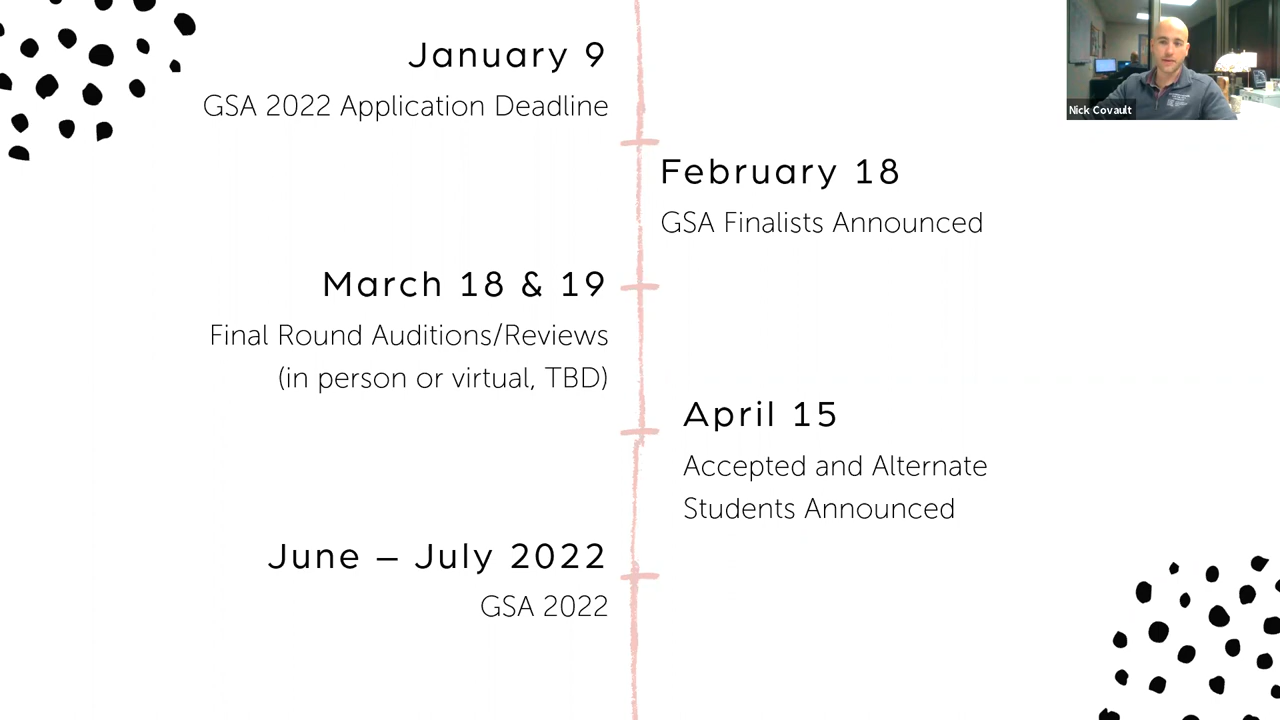 January 9
GSA 2022 Application Deadline
Nick Covault
February 18
GSA Finalists Announced
March 18 & 19
Final Round Auditions/Reviews
(in person or virtual, TBD)
April 15
Accepted and Alternate
Students Announced
June – July 2022
GSA 2022